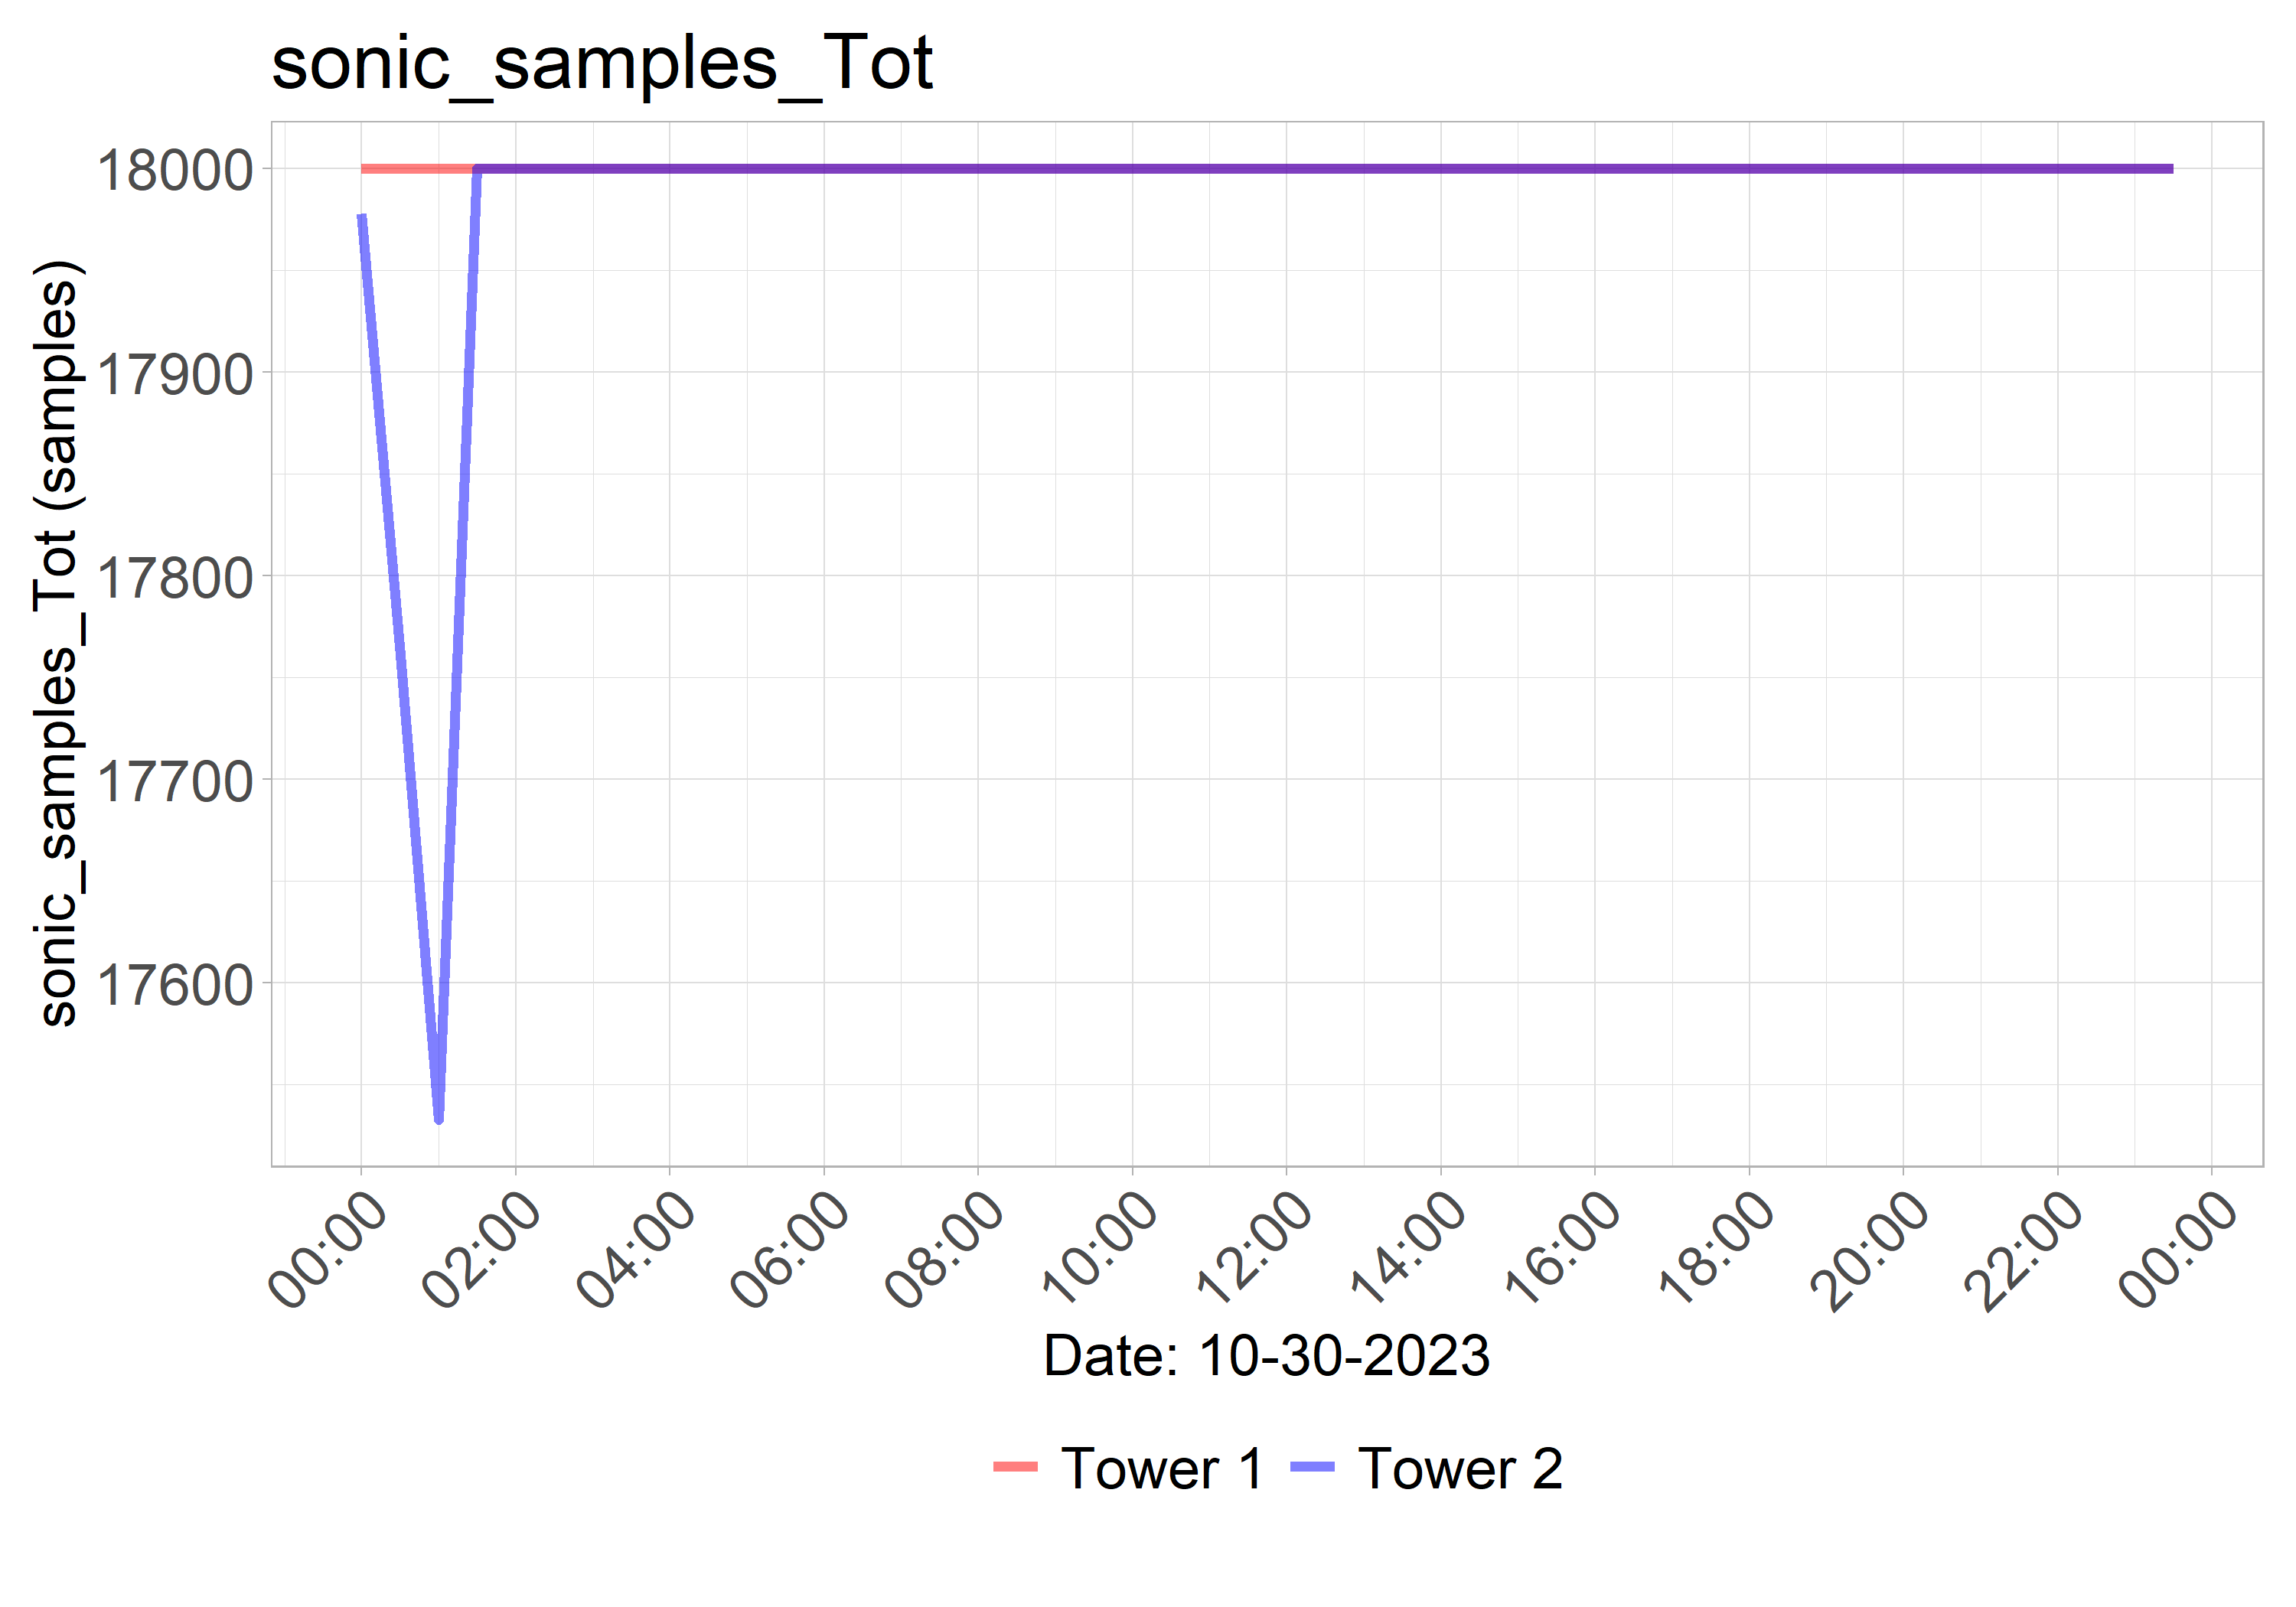 sonic_samples_Tot
sonic_samples_Tot (samples)
18000
17900
17800
17700
17600
00:00 02:00 04:00 06:00 08:00 10:00 12:00 14:00 16:00 18:00 20:00 22:00 00:00
Date: 10-30-2023
Tower 1 Tower 2